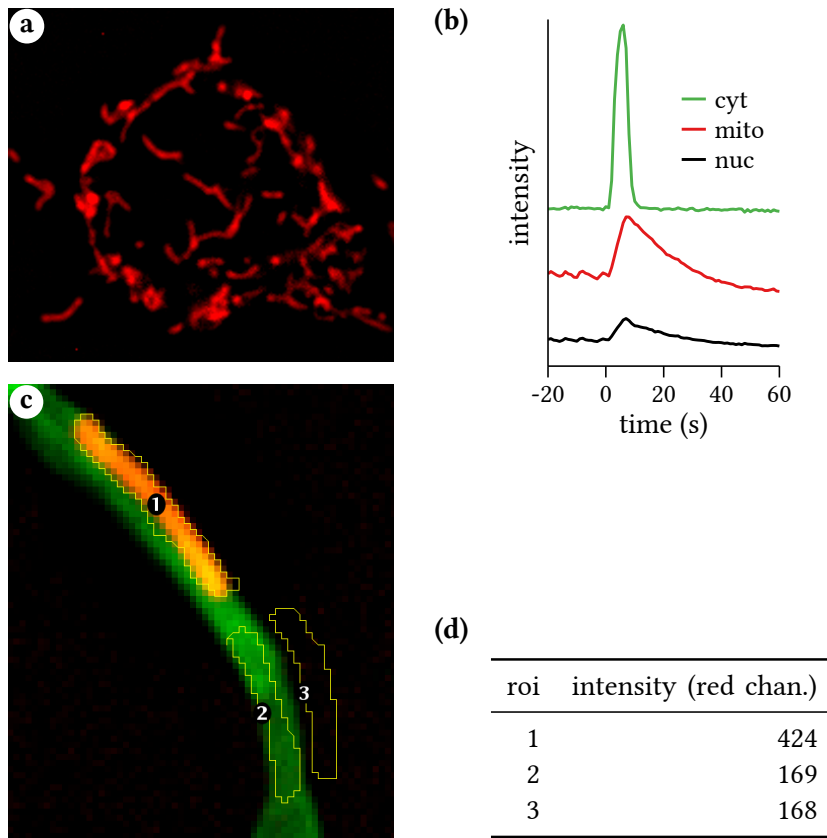 a
(b)
cyt
mito
nuc
intensity
-20 0 20 40 60
time (s)
c
1
2
3
(d)
roi intensity (red chan.)
1 424
2 169
3 168